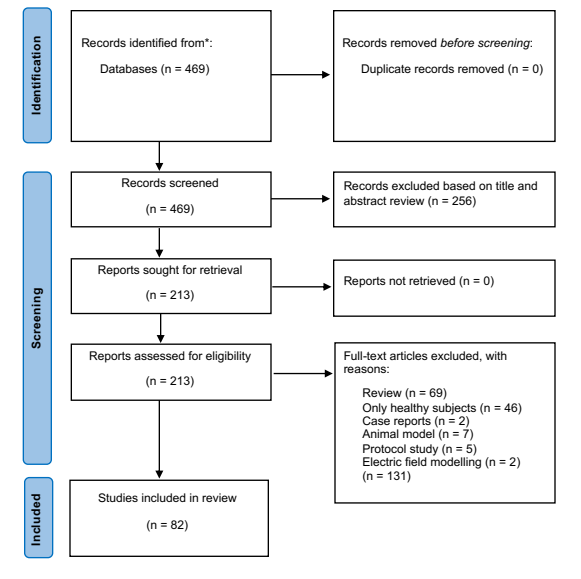 Identification
Records identified from*:
Databases (n = 469)
Records removed before screening:
Duplicate records removed (n = 0)
Screening
Records screened
(n = 469)
Records excluded based on title and
abstract review (n = 256)
Reports sought for retrieval
(n = 213)
Reports not retrieved (n = 0)
Reports assessed for eligibility
(n = 213)
Full-text articles excluded, with
reasons:
Review (n = 69)
Only healthy subjects (n = 46)
Case reports (n = 2)
Animal model (n = 7)
Protocol study (n = 5)
Electric field modelling (n = 2)
(n = 131)
Included
Studies included in review
(n = 82)